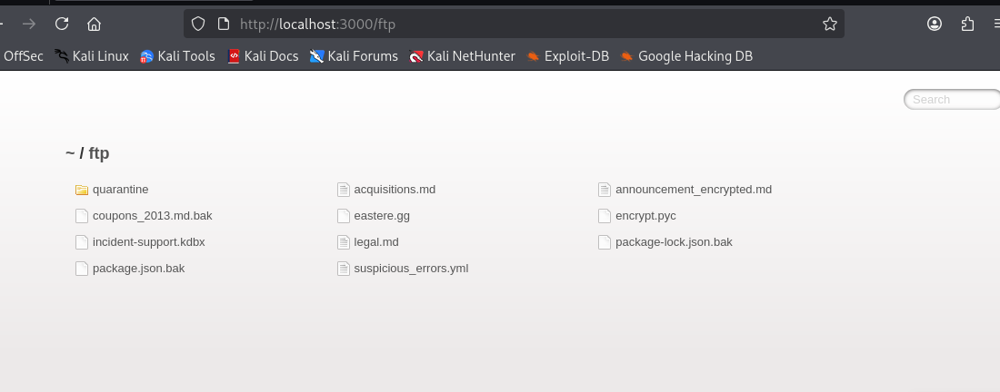 http://localhost:3000/ftp
OffSec Kali Linux Kali Tools Kali Docs Kali Forums Kali NetHunter Exploit-DB Google Hacking DB
Search
~ / ftp
quarantine acquisitions.md announcement_encrypted.md
coupons_2013.md.bak eastere.gg encrypt.pyc
incident-support.kdbx legal.md package-lock.json.bak
package.json.bak suspicious_errors.yml